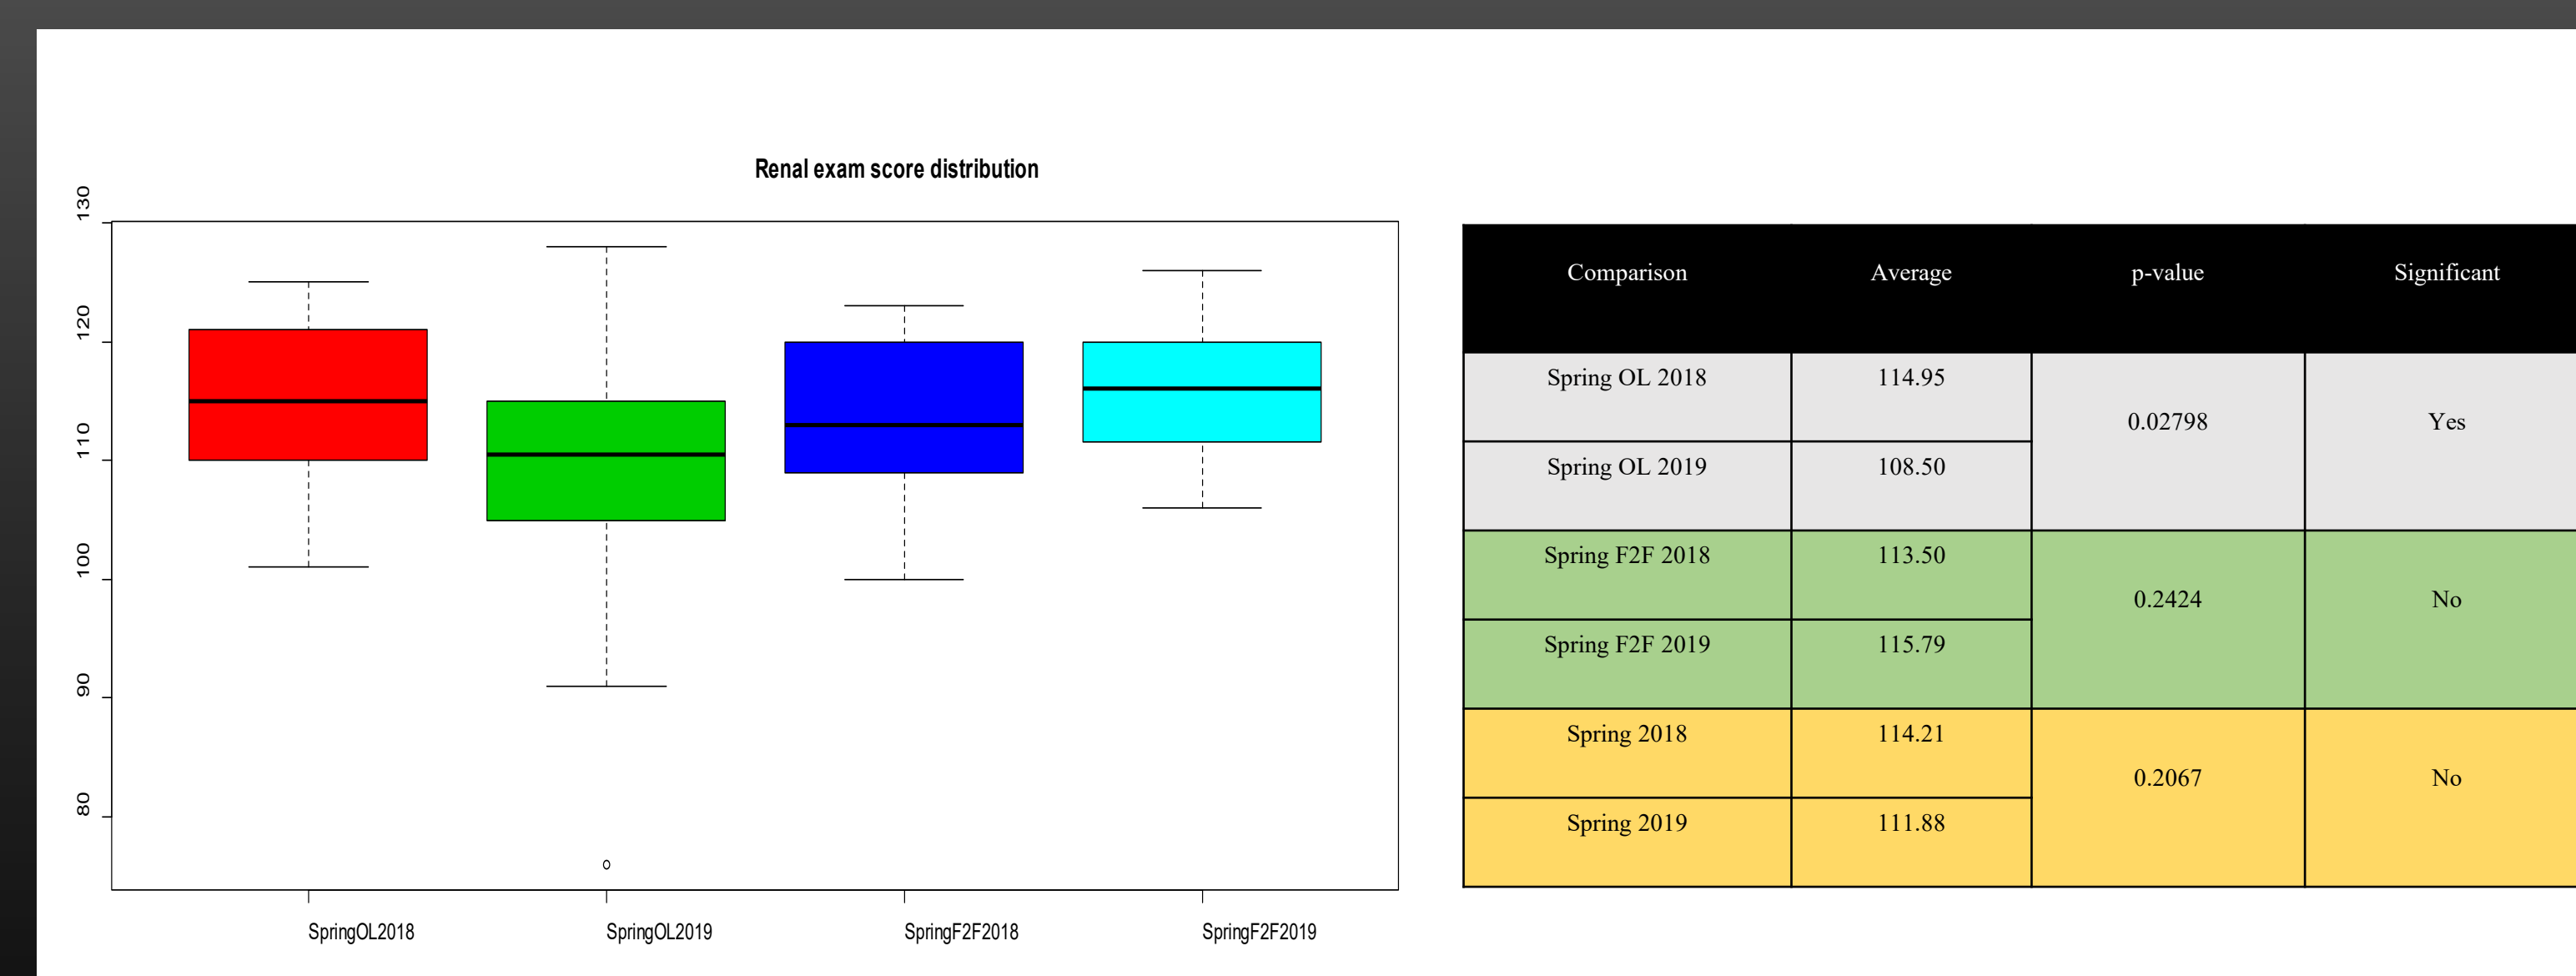 Renal exam score distribution
130
120
110
100
90
80
SpringOL2018
SpringOL2019
SpringF2F2018
SpringF2F2019
Comparison Average p-value Significant
Spring OL 2018 114.95
0.02798 Yes
Spring OL 2019 108.50
Spring F2F 2018 113.50
0.2424 No
Spring F2F 2019 115.79
Spring 2018 114.21
0.2067 No
Spring 2019 111.88